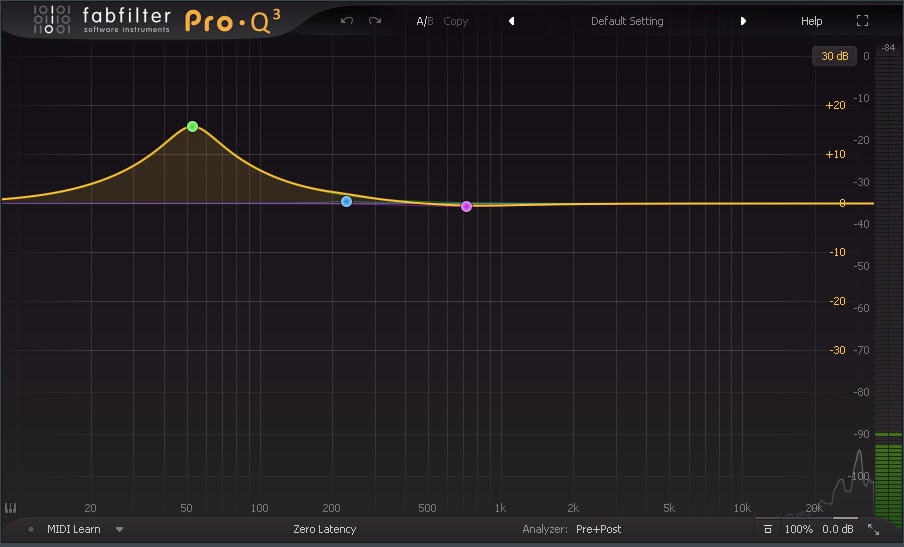 fabfilter
software instruments
Pro·Q³
A/B Copy
Default Setting
Help
30 dB 0 -84
+20 -10
+10 -20
-30
0 -40
-10 -50
-20 -60
-30 -70
-80
-90
-100
20 50 100 200 500 1k 2k 5k 10k 20k
MIDI Learn Zero Latency Analyzer: Pre+Post 100% 0.0 dB